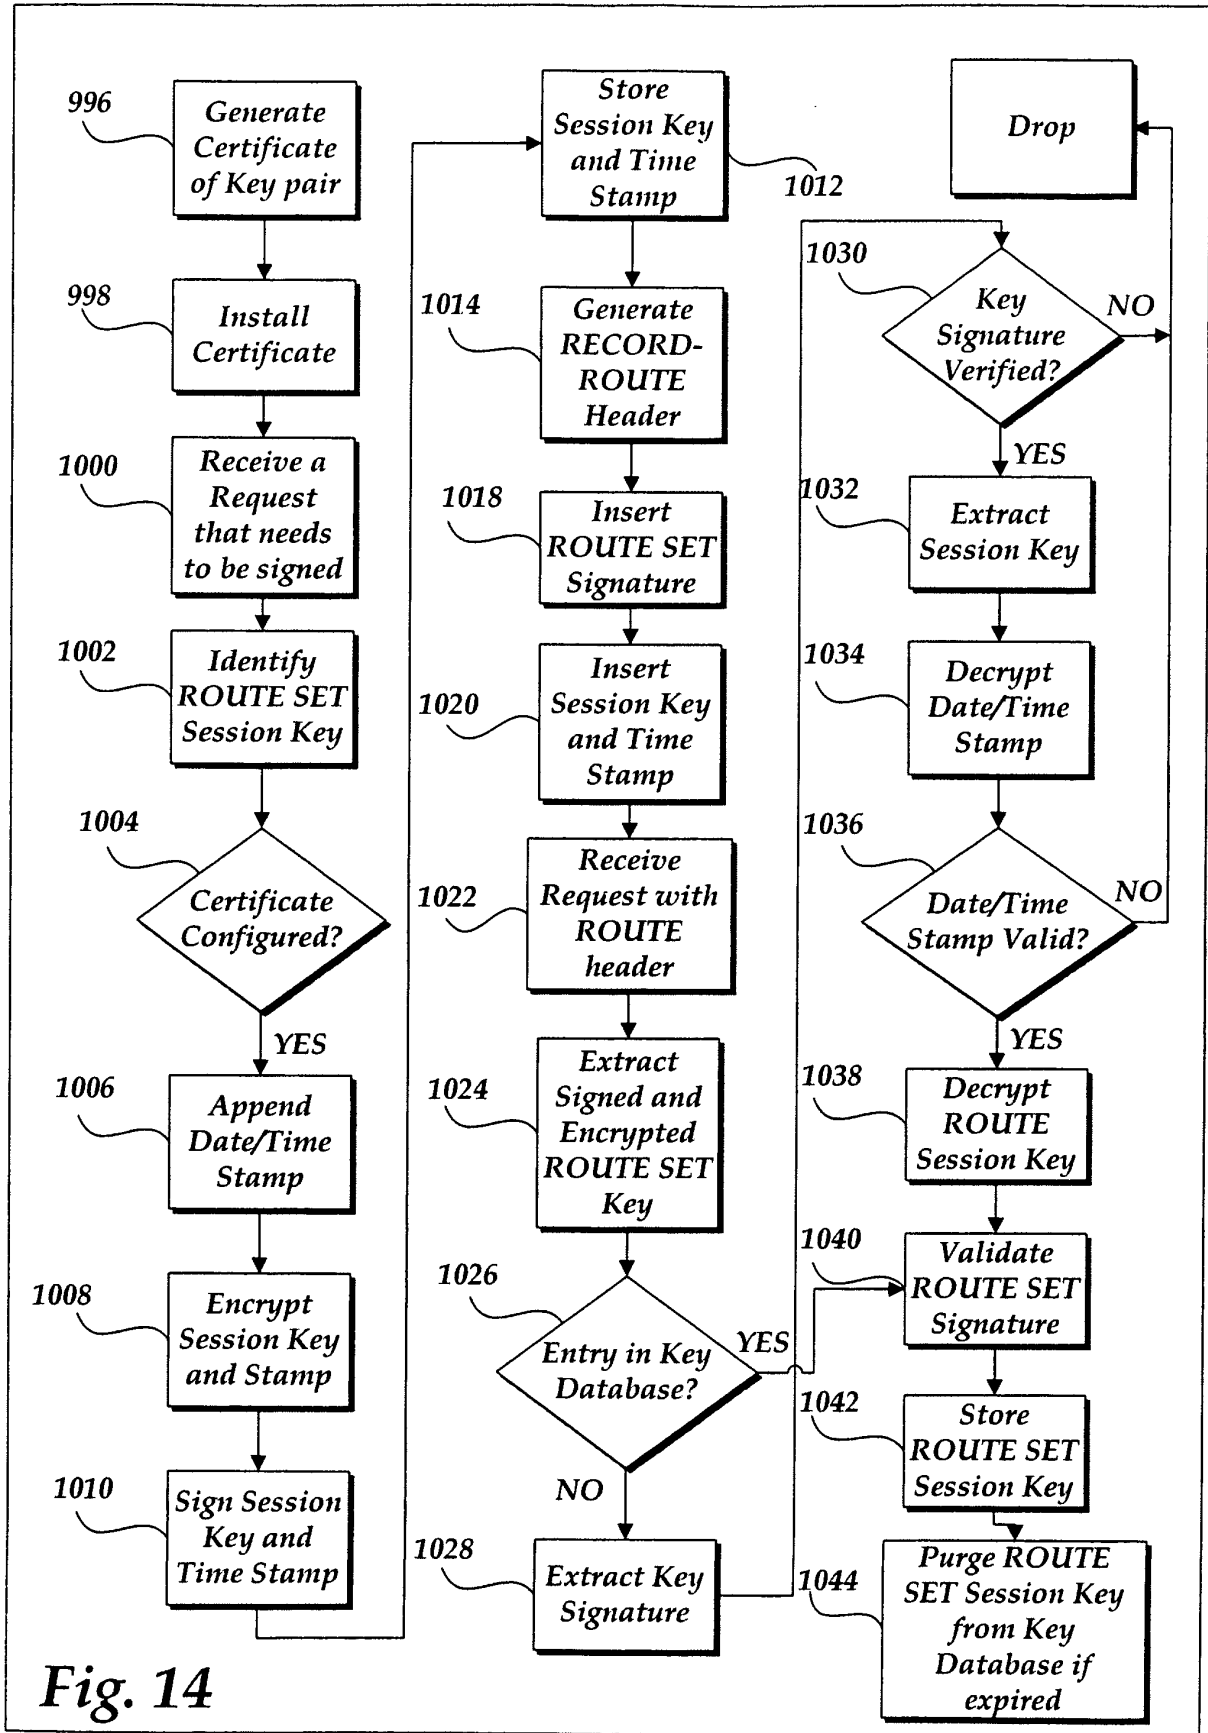 996
Generate
Certificate
of Key pair
998
Install
Certificate
1000
Receive a
Request
that needs
to be signed
1002
Identify
ROUTE SET
Session Key
1004
Certificate
Configured?
YES
1006
Append
Date/Time
Stamp
1008
Encrypt
Session Key
and Stamp
1010
Sign Session
Key and
Time Stamp
Store
Session Key
and Time
Stamp
1012
1014
Generate
RECORD-
ROUTE
Header
1018
Insert
ROUTE SET
Signature
1020
Insert
Session Key
and Time
Stamp
1022
Receive
Request with
ROUTE
header
1024
Extract
Signed and
Encrypted
ROUTE SET
Key
1026
Entry in Key
Database?
YES
NO
1028
Extract Key
Signature
Drop
1030
Key
Signature
Verified?
NO
YES
1032
Extract
Session Key
1034
Decrypt
Date/Time
Stamp
1036
Date/Time
Stamp Valid?
NO
YES
1038
Decrypt
ROUTE
Session Key
1040
Validate
ROUTE SET
Signature
1042
Store
ROUTE SET
Session Key
1044
Purge ROUTE
SET Session Key
from Key
Database if
expired
Fig. 14